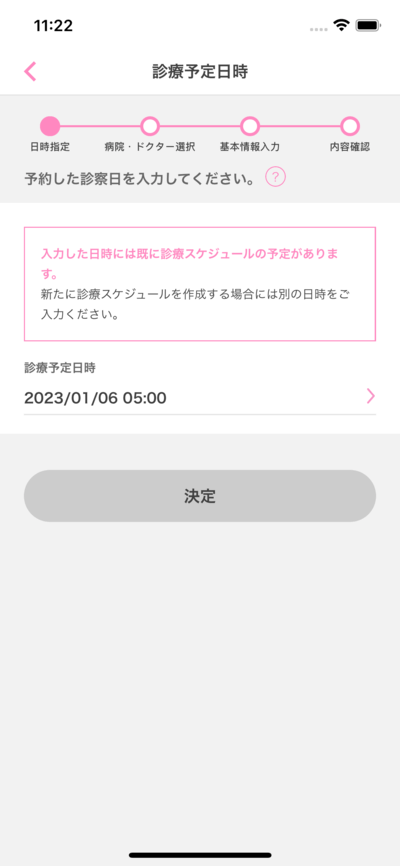 11:22
診療予定日時
日時指定
病院・ドクター選択
基本情報入力
内容確認
予約した診察日を入力してください。 ?
入力した日時には既に診療スケジュールの予定がありま
す。
新たに診療スケジュールを作成する場合には別の日時をご
入力ください。
診療予定日時
2023/01/06 05:00
決定